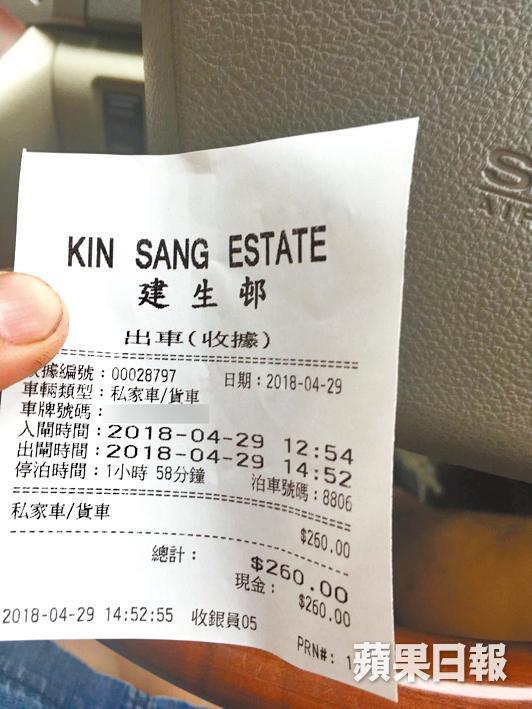 KIN SANG ESTATE
建生邨
出車(收據)
收據編號：00028797 日期：2018-04-29
車輛類型：私家車/貨車
車牌號碼：
入閘時間：2018-04-29 12:54
出閘時間：2018-04-29 14:52
停泊時間：1小時 58分鐘 泊車號碼：8806
私家車/貨車
$260.00
總計： $260.00
現金： $260.00
2018-04-29 14:52:55 收銀員05
PRN#: 1
蘋果日報